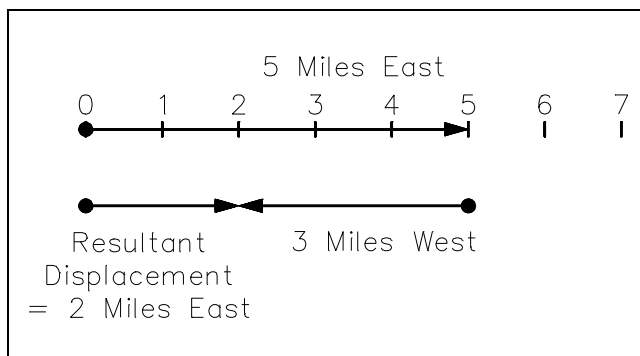 5 Miles East
0 1 2 3 4 5 6 7
Resultant
Displacement
= 2 Miles East
3 Miles West